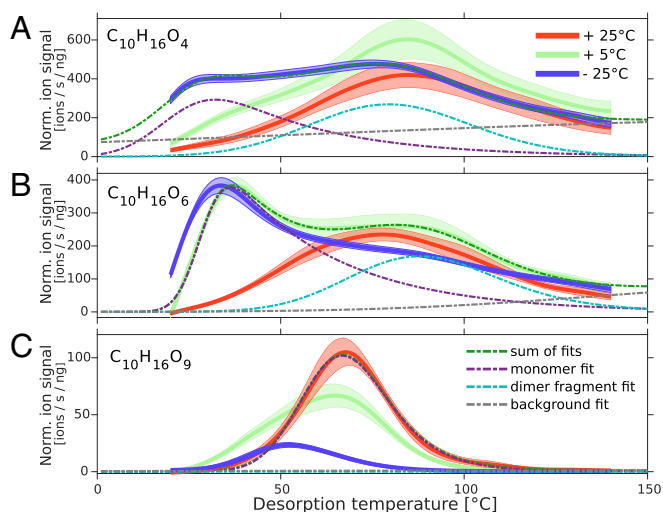 A
C10H16O4
+ 25°C
+ 5°C
- 25°C
Norm. ion signal
[ions / s / ng]
600
400
200
0
B
C10H16O6
Norm. ion signal
[ions / s / ng]
400
300
200
100
0
C
C10H16O9
sum of fits
monomer fit
dimer fragment fit
background fit
Norm. ion signal
[ions / s / ng]
100
50
0
0
50
100
150
Desorption temperature [°C]